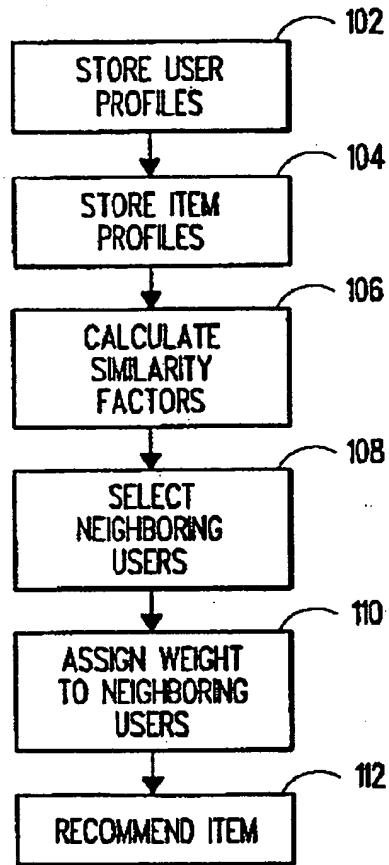 102
STORE USER
PROFILES
104
STORE ITEM
PROFILES
106
CALCULATE
SIMILARITY
FACTORS
108
SELECT
NEIGHBORING
USERS
110
ASSIGN WEIGHT
TO NEIGHBORING
USERS
112
RECOMMEND ITEM